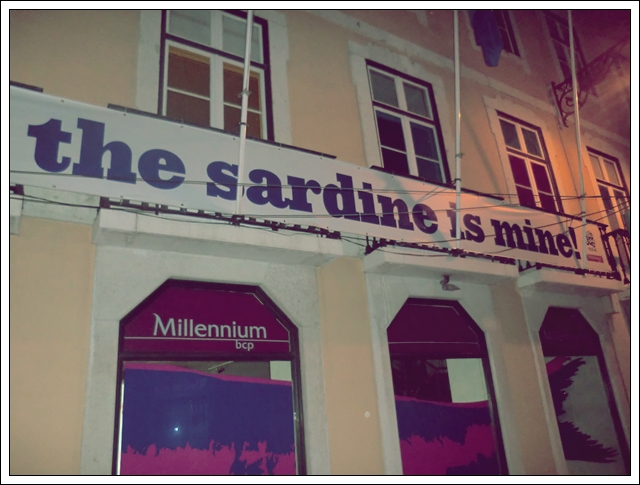 the sardine is mine!
Millennium
bcp